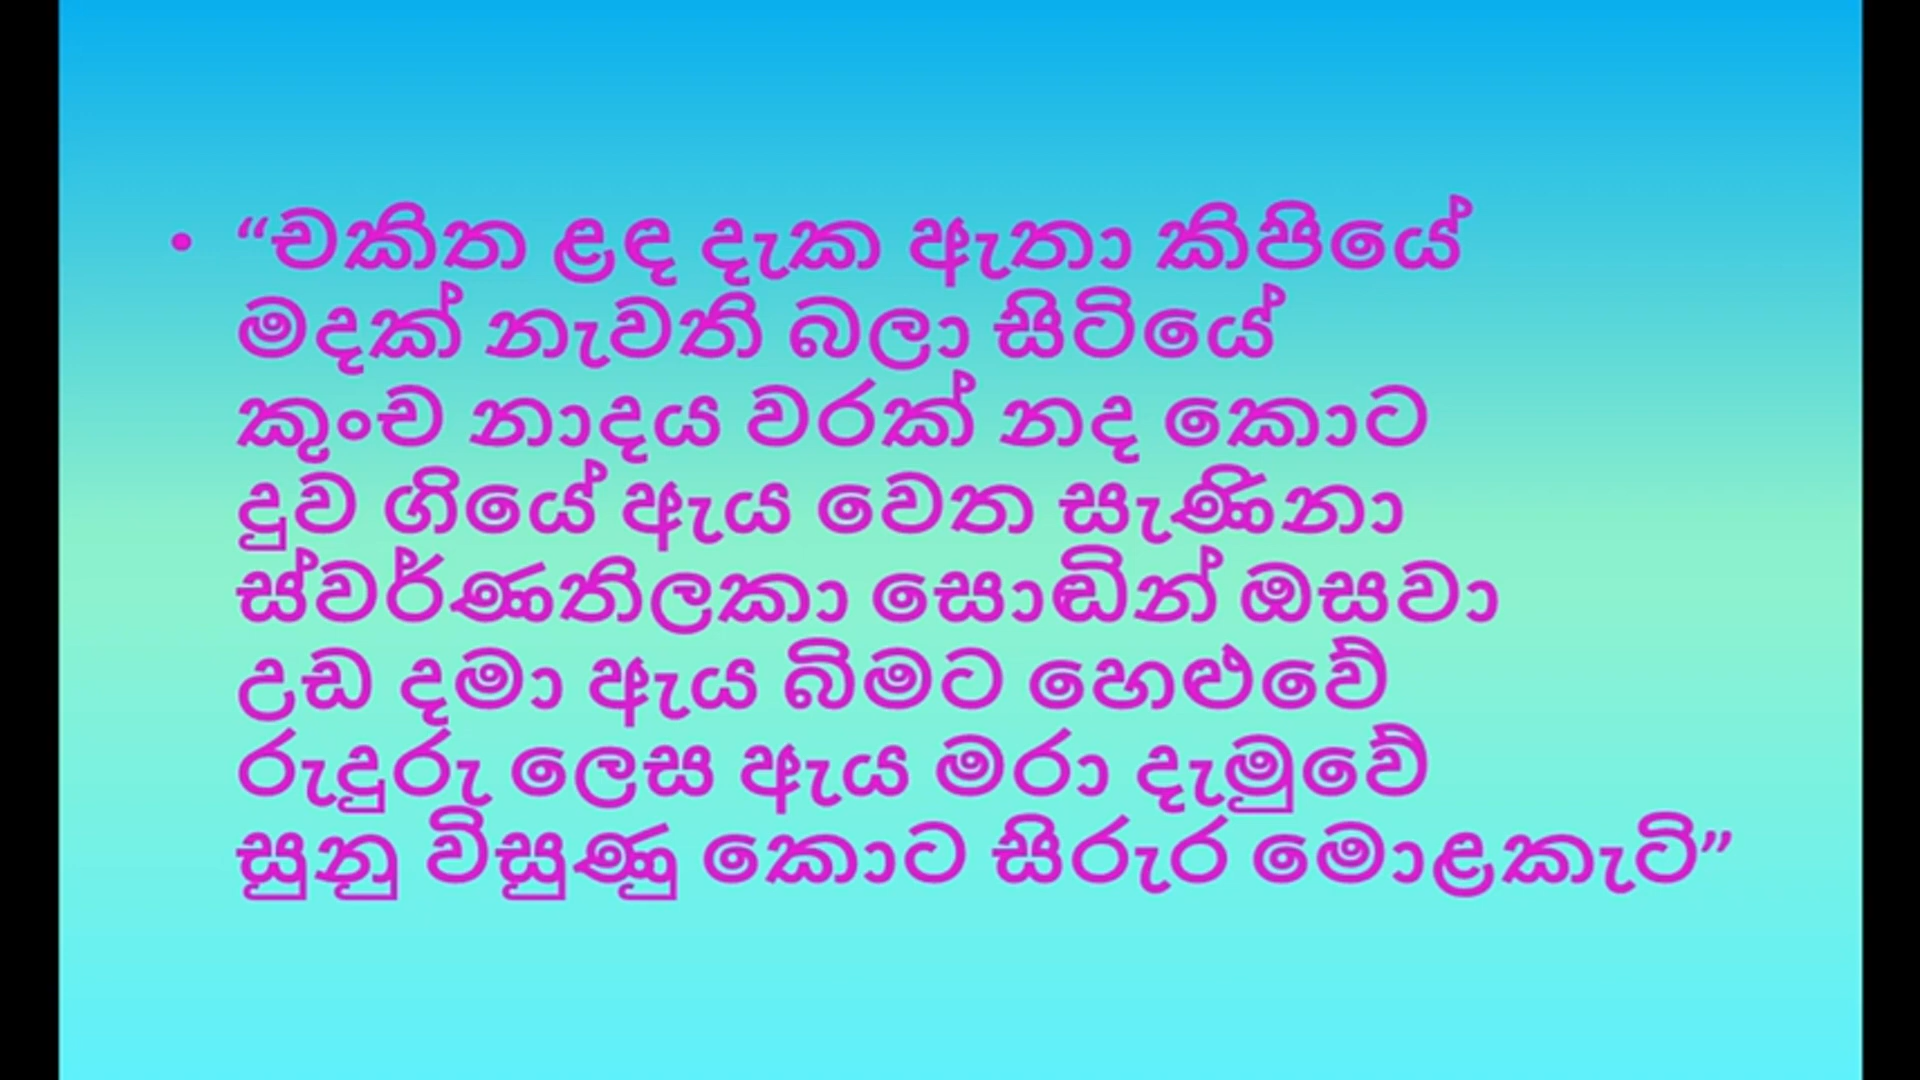 • “චකිත ළඳ දැක ඇතා කිපියේ
මදක් නැවති බලා සිටියේ
කුංච නාදය වරක් නද කොට
දුව ගියේ ඇය වෙත සැණිනා
ස්වර්ණතිලකා සොඬින් ඔසවා
උඩ දමා ඇය බිමට හෙළුවේ
රුදුරු ලෙස ඇය මරා දැමුවේ
සුනු විසුණු කොට සිරුර මොළකැටි”